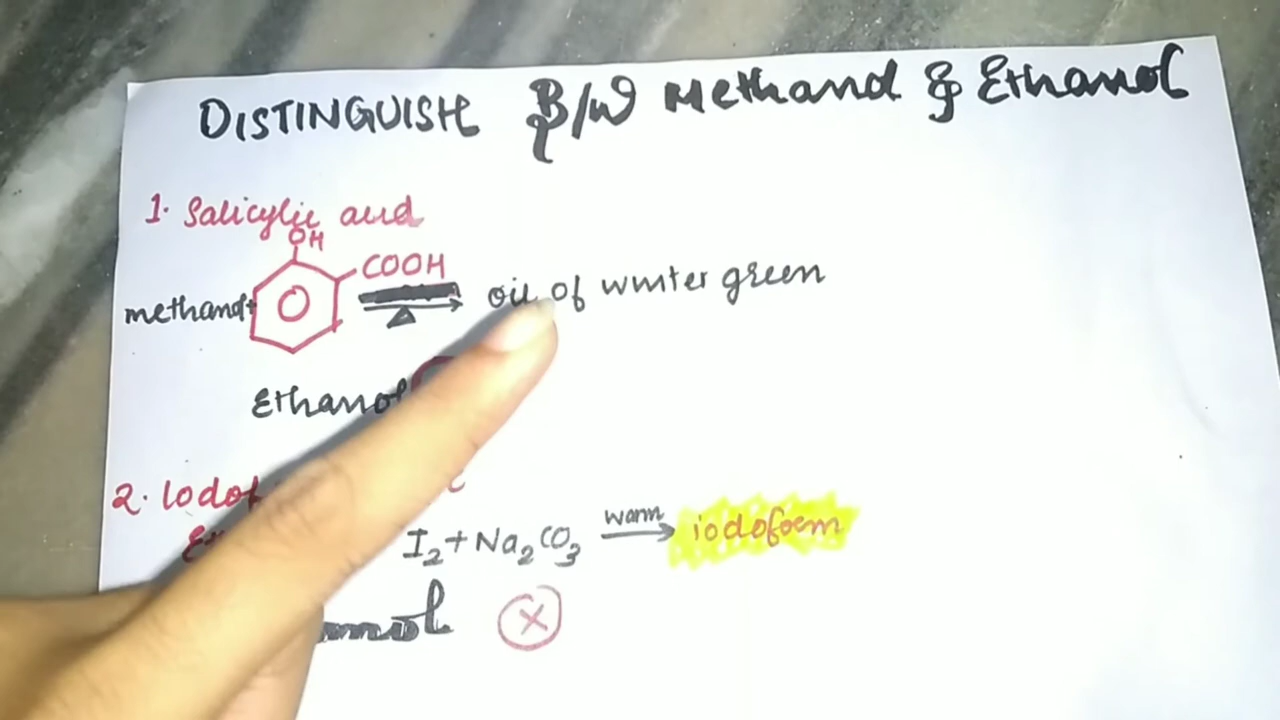 DISTINGUISH B/W Methanol & Ethanol
1. Salicylic acid
OH
COOH
methanol + Δ oil of winter green
Ethanol
2. Iodof
I₂ + Na₂CO₃ warm iodoform
X